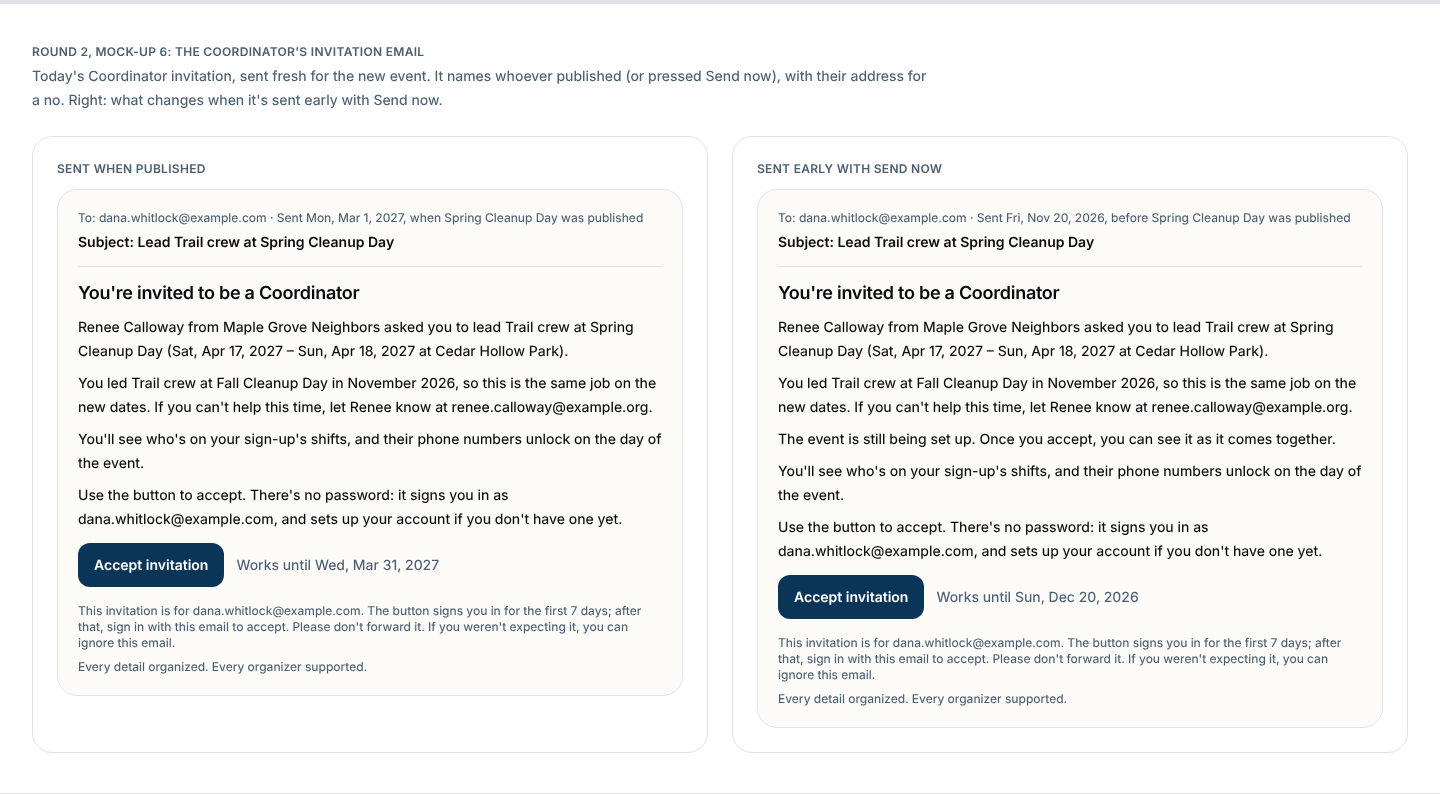 ROUND 2, MOCK-UP 6: THE COORDINATOR'S INVITATION EMAIL
Today's Coordinator invitation, sent fresh for the new event. It names whoever published (or pressed Send now), with their address for
a no. Right: what changes when it's sent early with Send now.
SENT WHEN PUBLISHED
To: dana.whitlock@example.com · Sent Mon, Mar 1, 2027, when Spring Cleanup Day was published
Subject: Lead Trail crew at Spring Cleanup Day
You're invited to be a Coordinator
Renee Calloway from Maple Grove Neighbors asked you to lead Trail crew at Spring
Cleanup Day (Sat, Apr 17, 2027 – Sun, Apr 18, 2027 at Cedar Hollow Park).
You led Trail crew at Fall Cleanup Day in November 2026, so this is the same job on the
new dates. If you can't help this time, let Renee know at renee.calloway@example.org.
You'll see who's on your sign-up's shifts, and their phone numbers unlock on the day of
the event.
Use the button to accept. There's no password: it signs you in as
dana.whitlock@example.com, and sets up your account if you don't have one yet.
Accept invitation Works until Wed, Mar 31, 2027
This invitation is for dana.whitlock@example.com. The button signs you in for the first 7 days; after
that, sign in with this email to accept. Please don't forward it. If you weren't expecting it, you can
ignore this email.
Every detail organized. Every organizer supported.
SENT EARLY WITH SEND NOW
To: dana.whitlock@example.com · Sent Fri, Nov 20, 2026, before Spring Cleanup Day was published
Subject: Lead Trail crew at Spring Cleanup Day
You're invited to be a Coordinator
Renee Calloway from Maple Grove Neighbors asked you to lead Trail crew at Spring
Cleanup Day (Sat, Apr 17, 2027 – Sun, Apr 18, 2027 at Cedar Hollow Park).
You led Trail crew at Fall Cleanup Day in November 2026, so this is the same job on the
new dates. If you can't help this time, let Renee know at renee.calloway@example.org.
The event is still being set up. Once you accept, you can see it as it comes together.
You'll see who's on your sign-up's shifts, and their phone numbers unlock on the day of
the event.
Use the button to accept. There's no password: it signs you in as
dana.whitlock@example.com, and sets up your account if you don't have one yet.
Accept invitation Works until Sun, Dec 20, 2026
This invitation is for dana.whitlock@example.com. The button signs you in for the first 7 days; after
that, sign in with this email to accept. Please don't forward it. If you weren't expecting it, you can
ignore this email.
Every detail organized. Every organizer supported.